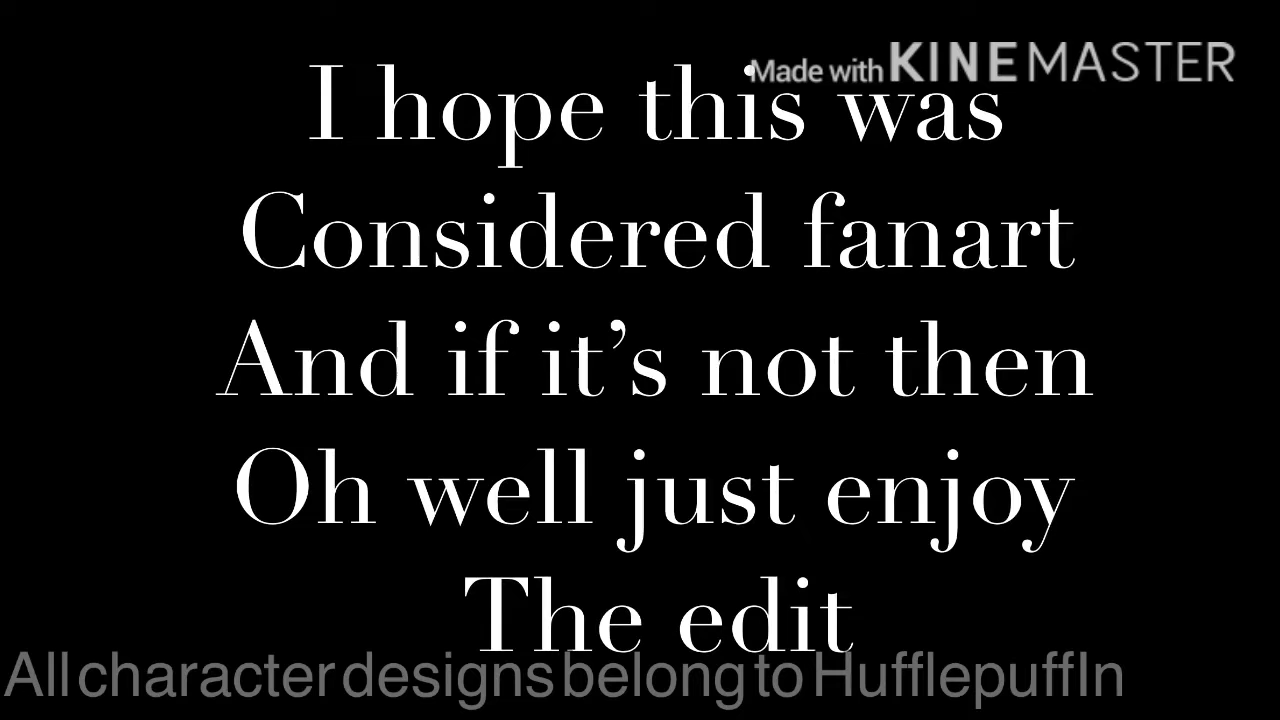 Made with KINEMASTER
I hope this was
Considered fanart
And if it’s not then
Oh well just enjoy
The edit
All character designs belong to HufflepuffIn